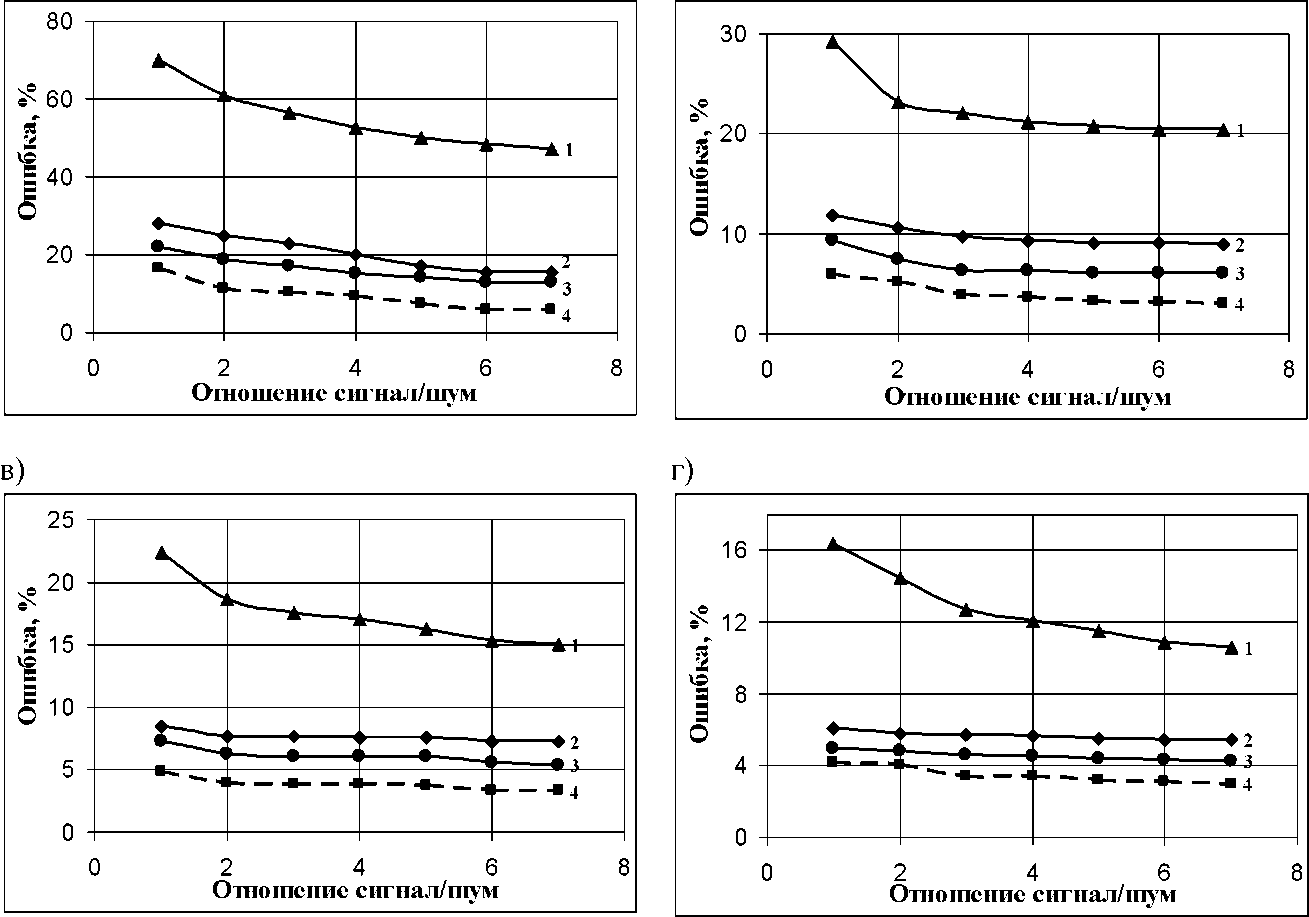 80
60
40
20
0
0 2 4 6 8
Ошибка, %
Отношение сигнал/шум
1
2
3
4
30
20
10
0
0 2 4 6 8
Ошибка, %
Отношение сигнал/шум
1
2
3
4
в)
25
20
15
10
5
0
0 2 4 6 8
Ошибка, %
Отношение сигнал/шум
1
2
3
4
г)
16
12
8
4
0
0 2 4 6 8
Ошибка, %
Отношение сигнал/шум
1
2
3
4